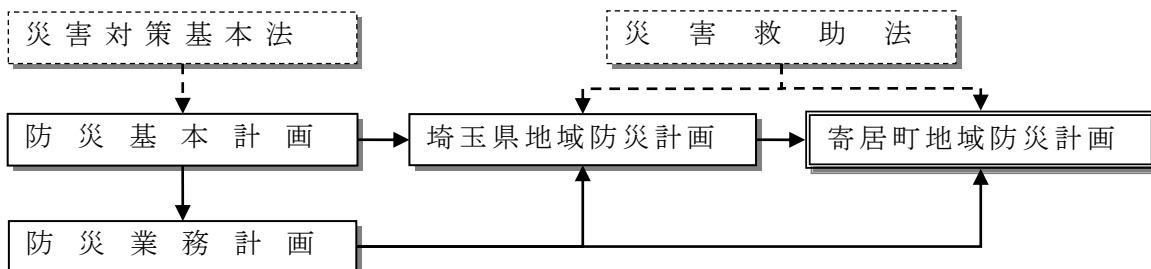 災害対策基本法
災害救助法
防災基本計画
埼玉県地域防災計画
寄居町地域防災計画
防災業務計画